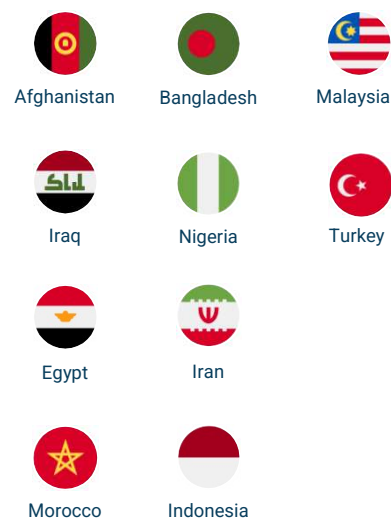 Afghanistan
Bangladesh
Malaysia
Iraq
Nigeria
Turkey
Egypt
Iran
Morocco
Indonesia